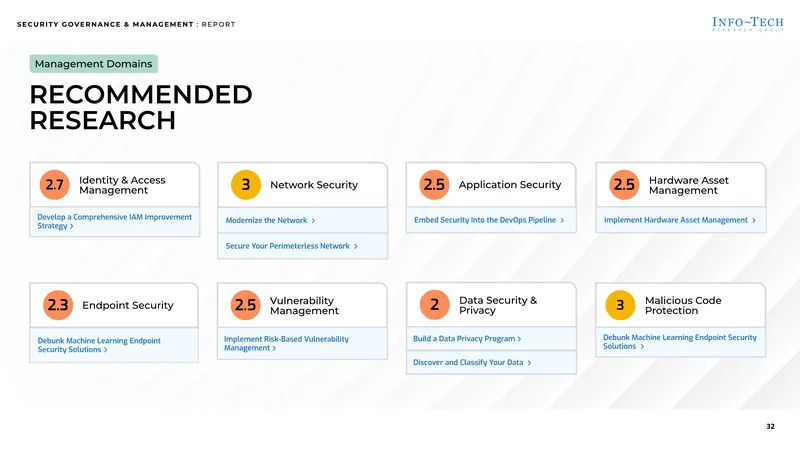 SECURITY GOVERNANCE & MANAGEMENT : REPORT
INFO~TECH
RESEARCH GROUP
Management Domains
RECOMMENDED
RESEARCH
2.7
Identity & Access
Management
Develop a Comprehensive IAM Improvement
Strategy >
3
Network Security
Modernize the Network >
Secure Your Perimeterless Network >
2.5
Application Security
Embed Security Into the DevOps Pipeline >
2.5
Hardware Asset
Management
Implement Hardware Asset Management >
2.3
Endpoint Security
Debunk Machine Learning Endpoint
Security Solutions >
2.5
Vulnerability
Management
Implement Risk-Based Vulnerability
Management >
2
Data Security &
Privacy
Build a Data Privacy Program >
Discover and Classify Your Data >
3
Malicious Code
Protection
Debunk Machine Learning Endpoint Security
Solutions >
32